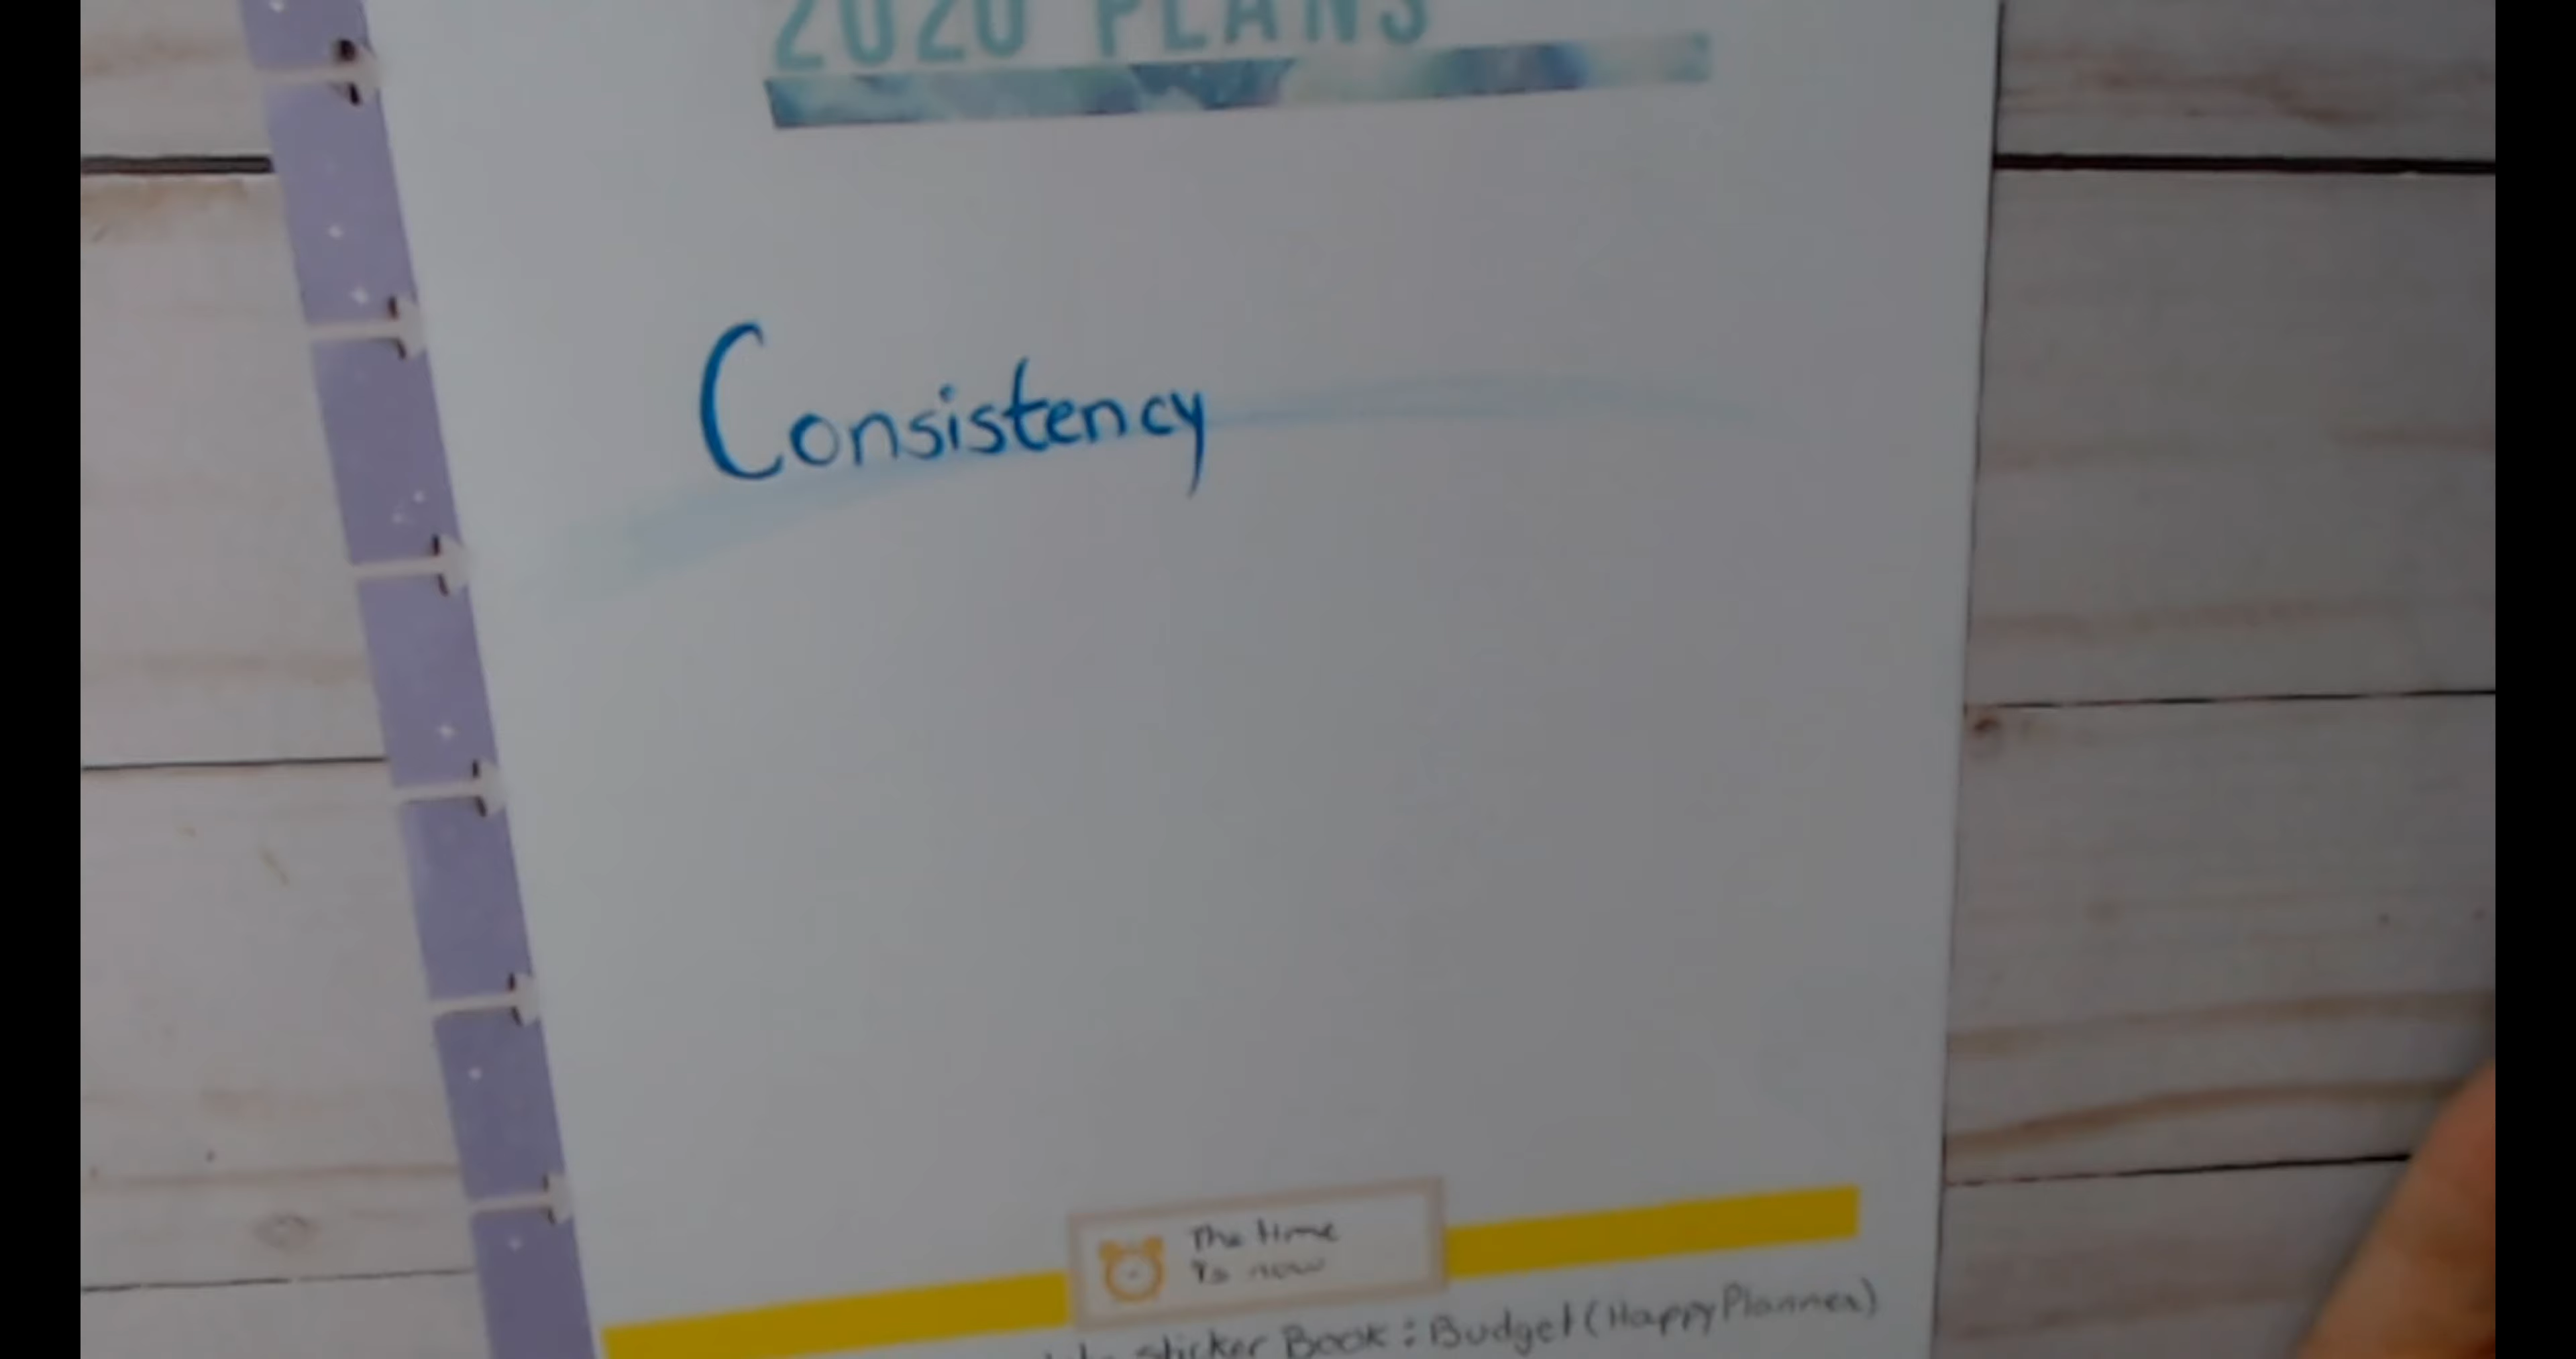 2020 PLANS
Consistency
The time
is now
sticker Book : Budget (Happy Planner)